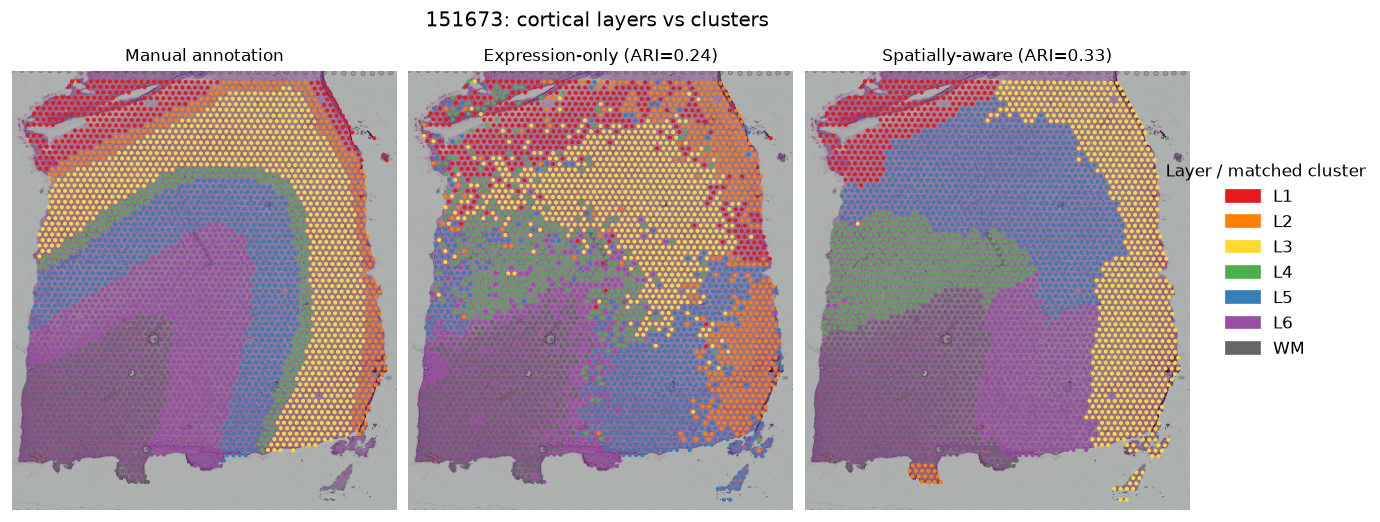 151673: cortical layers vs clusters
Manual annotation
Expression-only (ARI=0.24)
Spatially-aware (ARI=0.33)
Layer / matched cluster
L1
L2
L3
L4
L5
L6
WM